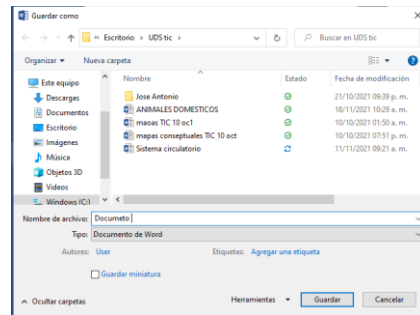 Guardar como
« Escritorio > UDS tic >
Buscar en UDS tic
Organizar
Nueva carpeta
Este equipo
Descargas
Documentos
Escritorio
Imágenes
Música
Objetos 3D
Videos
Windows (C:)
Nombre Estado Fecha de modificación
Jose Antonio 21/10/2021 09:39 p. m.
ANIMALES DOMESTICOS 18/11/2021 10:29 a. m.
maoas TIC 10 oc1 10/10/2021 01:50 a. m.
mapas conseptuales TIC 10 oct 10/10/2021 07:51 p. m.
Sistema circulatorio 11/11/2021 09:21 a. m.
Nombre de archivo: Documeto
Tipo: Documento de Word
Autores: User Etiquetas: Agregar una etiqueta
Guardar miniatura
Ocultar carpetas Herramientas Guardar Cancelar